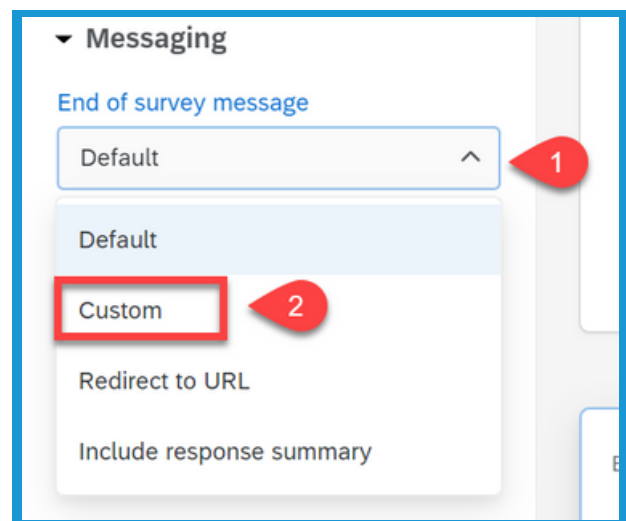 Messaging
End of survey message
Default
1
Default
Custom
2
Redirect to URL
Include response summary